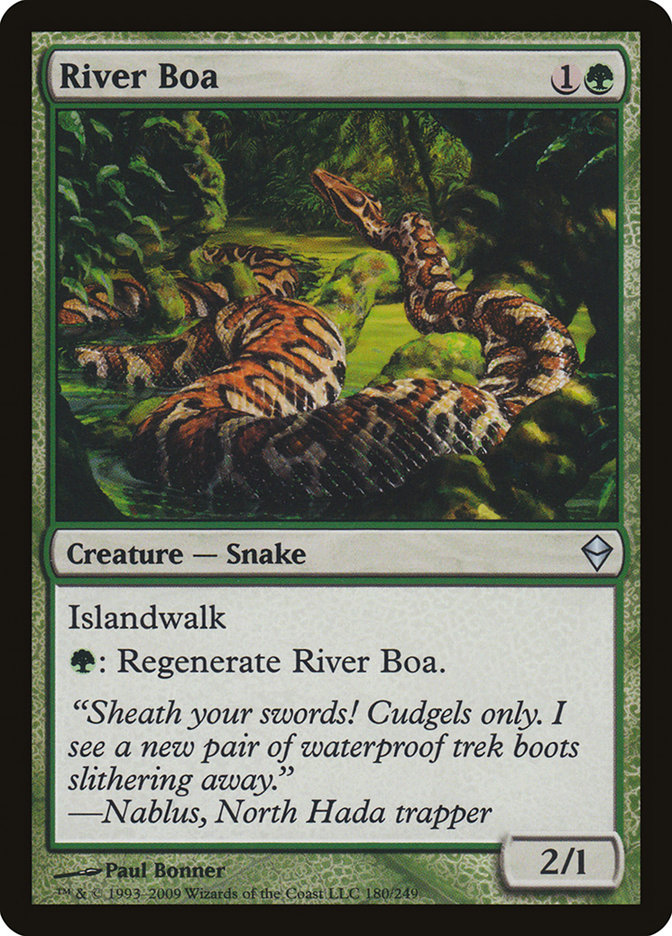 River Boa 1
Creature — Snake
Islandwalk
: Regenerate River Boa.
“Sheath your swords! Cudgels only. I
see a new pair of waterproof trek boots
slithering away.”
—Nablus, North Hada trapper
2/1
Paul Bonner
™ & © 1993–2009 Wizards of the Coast LLC 180/249